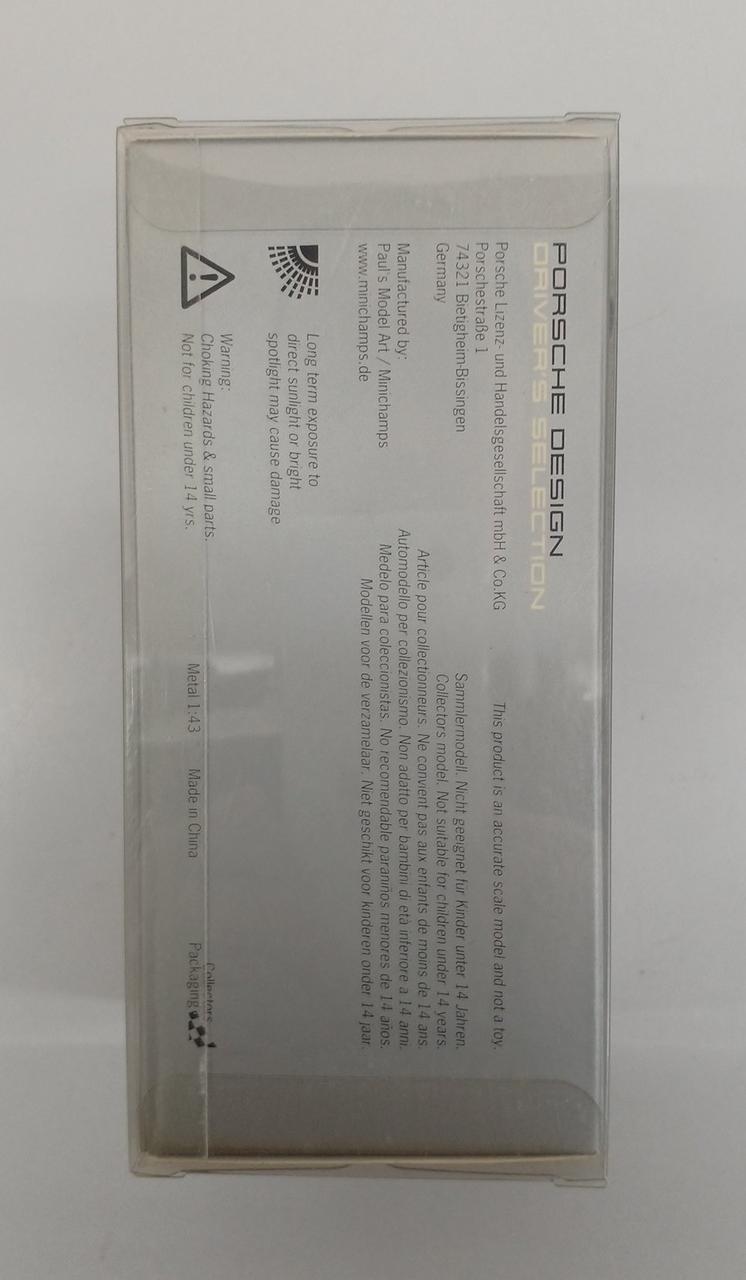 PORSCHE DESIGN
DRIVER'S SELECTION
Porsche Lizenz- und Handelsgesellschaft mbH & Co.KG
Porschestraße 1
74321 Bietigheim-Bissingen
Germany
Manufactured by:
Paul's Model Art / Minichamps
www.minichamps.de
This product is an accurate scale model and not a toy.
Sammlermodell. Nicht geeignet für Kinder unter 14 Jahren.
Collectors model. Not suitable for children under 14 years.
Article pour collectionneurs. Ne convient pas aux enfants de moins de 14 ans.
Automodello per collezionismo. Non adatto per bambini di età inferiore a 14 anni.
Medelo para coleccionistas. No recomendable paraniños menores de 14 años.
Modellen voor de verzamelaar. Niet geschikt voor kinderen onder 14 jaar.
Long term exposure to
direct sunlight or bright
spotlight may cause damage
Warning:
Choking Hazards & small parts.
Not for children under 14 yrs.
Metal 1:43
Made in China
Collectors
Packaging